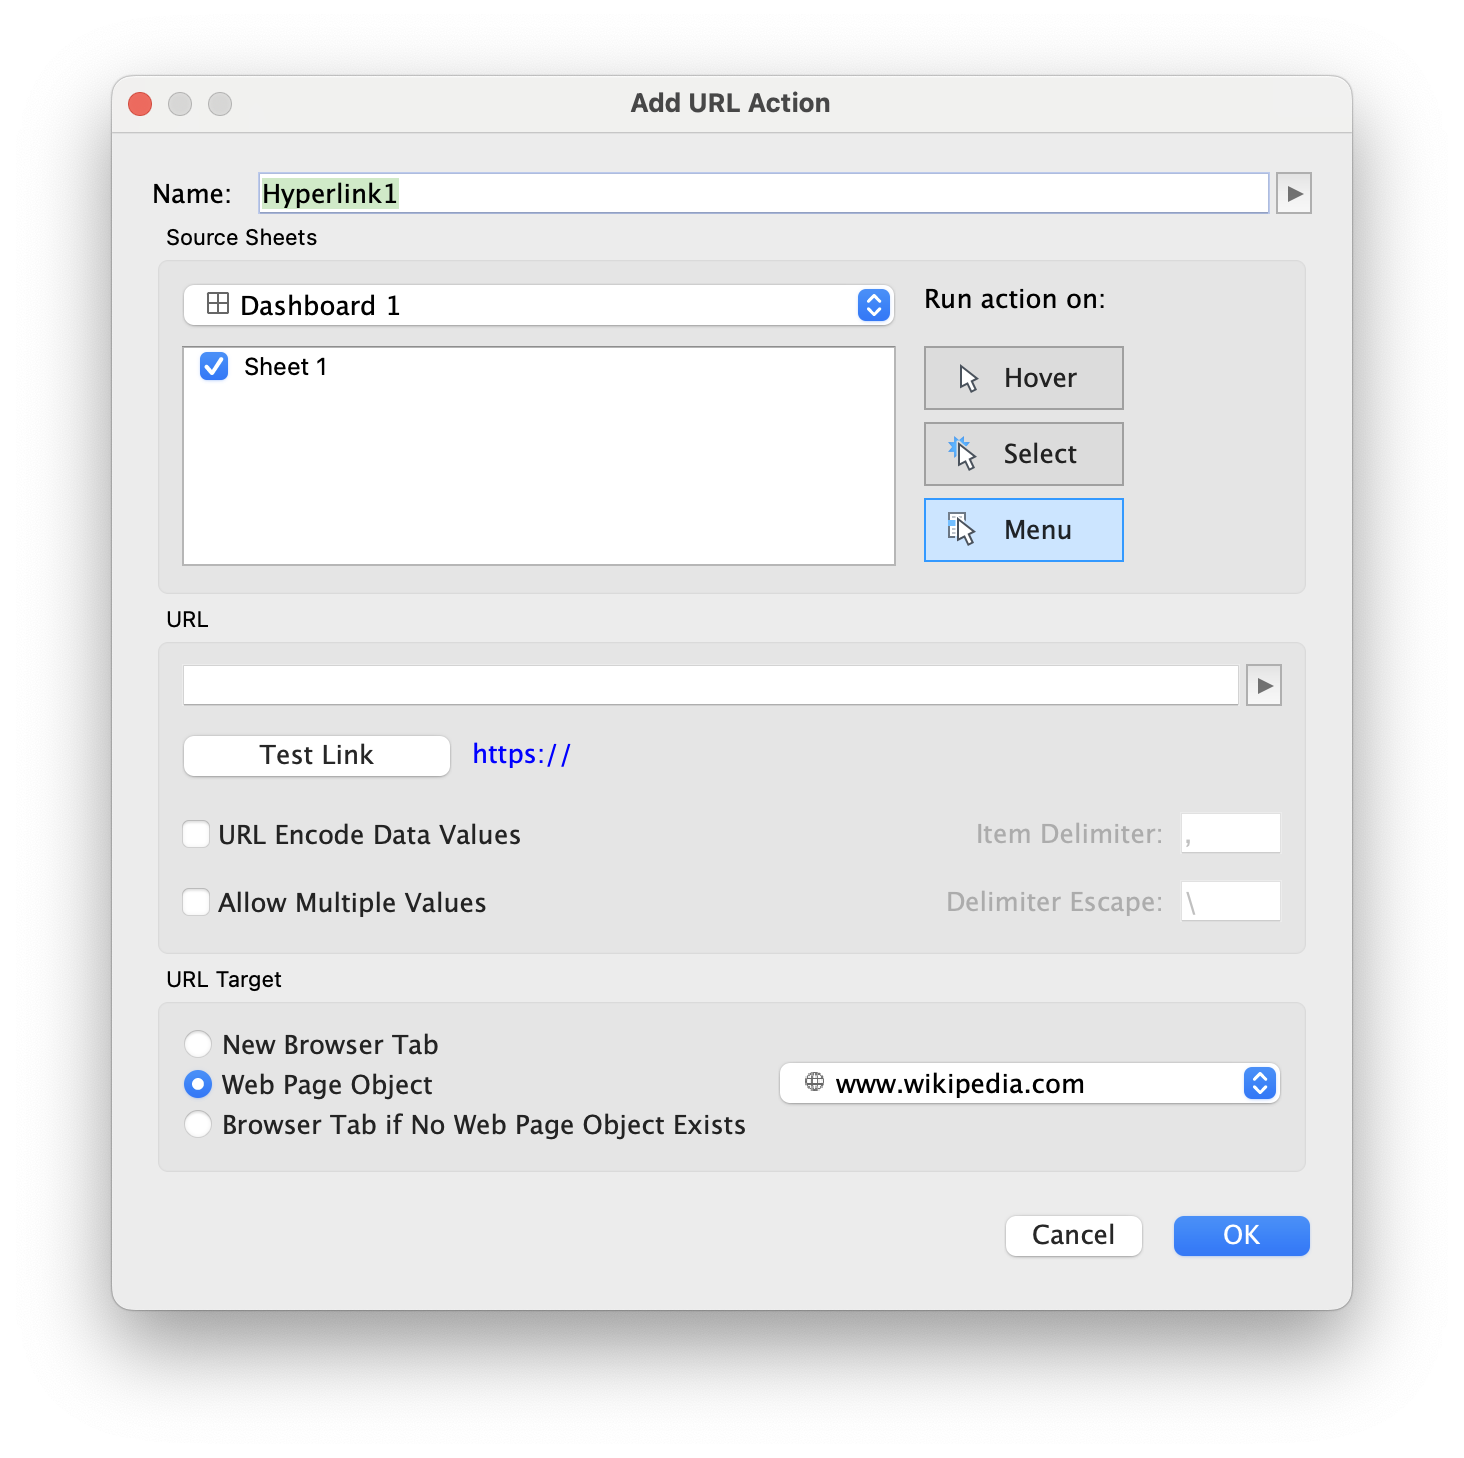 Add URL Action
Name: Hyperlink1
Source Sheets
Dashboard 1
Run action on:
Sheet 1
Hover
Select
Menu
URL
Test Link https://
URL Encode Data Values Item Delimiter: ,
Allow Multiple Values Delimiter Escape: \
URL Target
New Browser Tab
Web Page Object www.wikipedia.com
Browser Tab if No Web Page Object Exists
Cancel OK